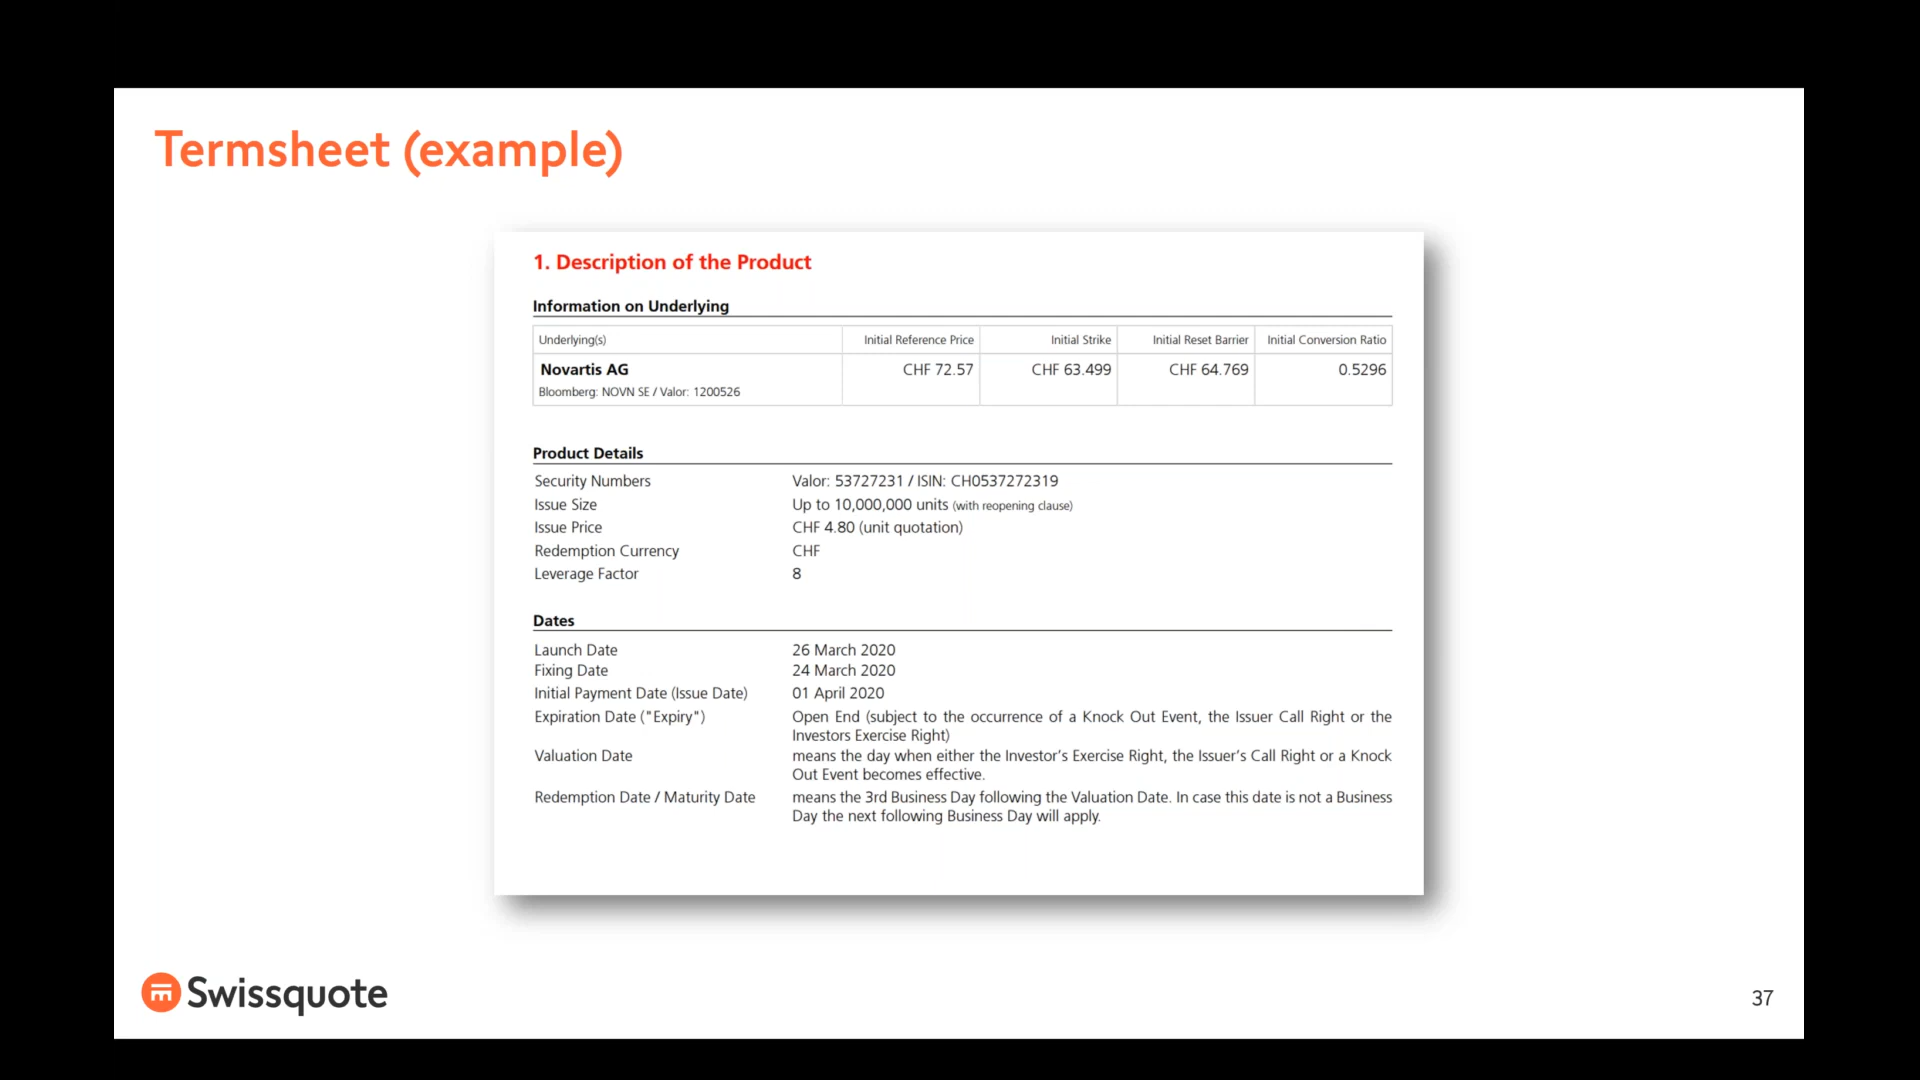 Termsheet (example)
1. Description of the Product
Information on Underlying
Underlying(s) Initial Reference Price Initial Strike Initial Reset Barrier Initial Conversion Ratio
Novartis AG CHF 72.57 CHF 63.499 CHF 64.769 0.5296
Bloomberg: NOVN SE / Valor: 1200526
Product Details
Security Numbers Valor: 53727231 / ISIN: CH0537272319
Issue Size Up to 10,000,000 units (with reopening clause)
Issue Price CHF 4.80 (unit quotation)
Redemption Currency CHF
Leverage Factor 8
Dates
Launch Date 26 March 2020
Fixing Date 24 March 2020
Initial Payment Date (Issue Date) 01 April 2020
Expiration Date ("Expiry") Open End (subject to the occurrence of a Knock Out Event, the Issuer Call Right or the
Investors Exercise Right)
Valuation Date means the day when either the Investor's Exercise Right, the Issuer's Call Right or a Knock
Out Event becomes effective.
Redemption Date / Maturity Date means the 3rd Business Day following the Valuation Date. In case this date is not a Business
Day the next following Business Day will apply.
Swissquote
37